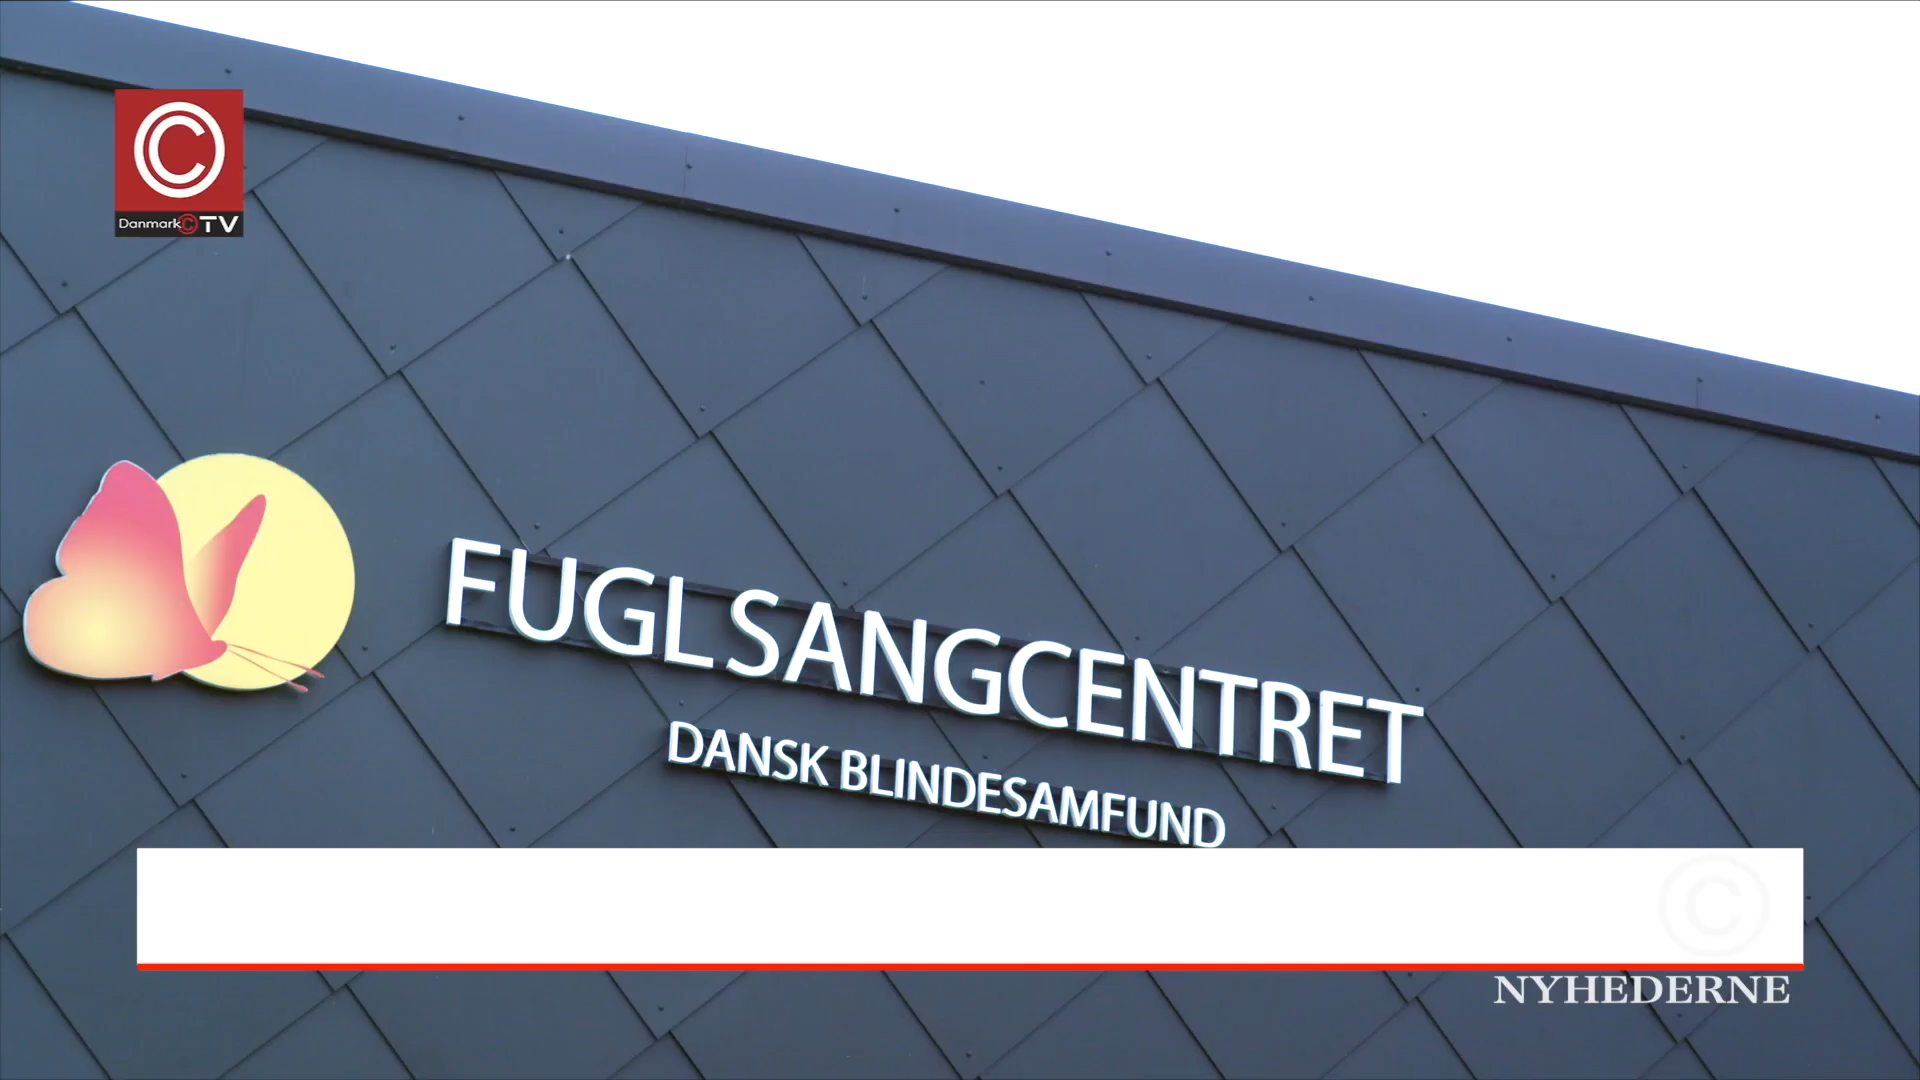 ©
Danmark©TV
FUGLSANGCENTRET
DANSK BLINDESAMFUND
©
NYHEDERNE